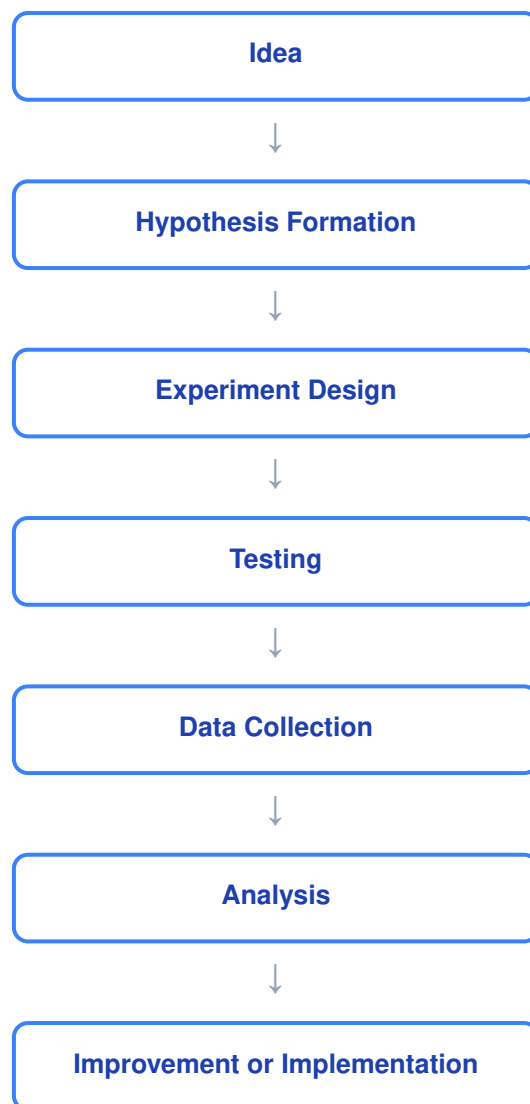 Idea
↓
Hypothesis Formation
↓
Experiment Design
↓
Testing
↓
Data Collection
↓
Analysis
↓
Improvement or Implementation